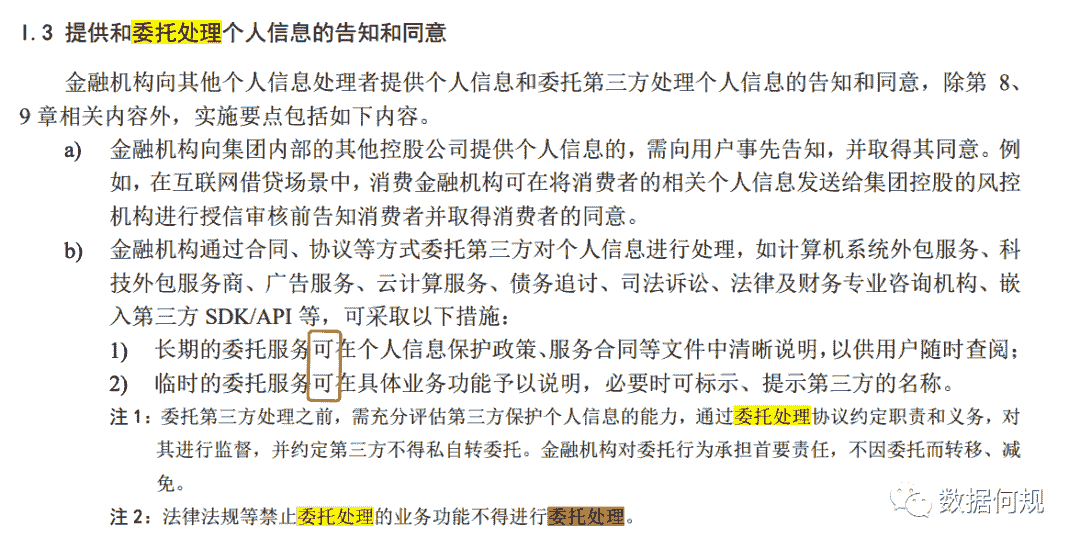 I.3 提供和委托处理个人信息的告知和同意
金融机构向其他个人信息处理者提供个人信息和委托第三方处理个人信息的告知和同意，除第 8、
9 章相关内容外，实施要点包括如下内容。
a) 金融机构向集团内部的其他控股公司提供个人信息的，需向用户事先告知，并取得其同意。例
如，在互联网借贷场景中，消费金融机构可在将消费者的相关个人信息发送给集团控股的风控
机构进行授信审核前告知消费者并取得消费者的同意。
b) 金融机构通过合同、协议等方式委托第三方对个人信息进行处理，如计算机系统外包服务、科
技外包服务商、广告服务、云计算服务、债务追讨、司法诉讼、法律及财务专业咨询机构、嵌
入第三方 SDK/API 等，可采取以下措施：
1) 长期的委托服务可在个人信息保护政策、服务合同等文件中清晰说明，以供用户随时查阅；
2) 临时的委托服务可在具体业务功能予以说明，必要时可标示、提示第三方的名称。
注 1：委托第三方处理之前，需充分评估第三方保护个人信息的能力，通过委托处理协议约定职责和义务，对
其进行监督，并约定第三方不得私自转委托。金融机构对委托行为承担首要责任，不因委托而转移、减
免。
注 2：法律法规等禁止委托处理的业务功能不得进行委托处理。
数据何规